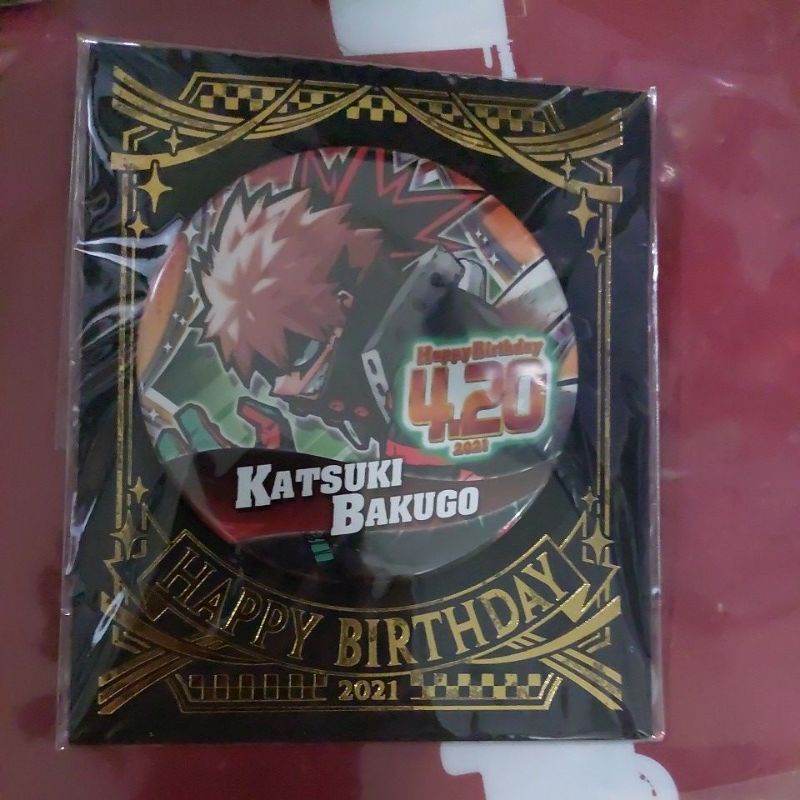 Happy Birthday
4.20
2021
KATSUKI
BAKUGO
HAPPY BIRTHDAY
2021